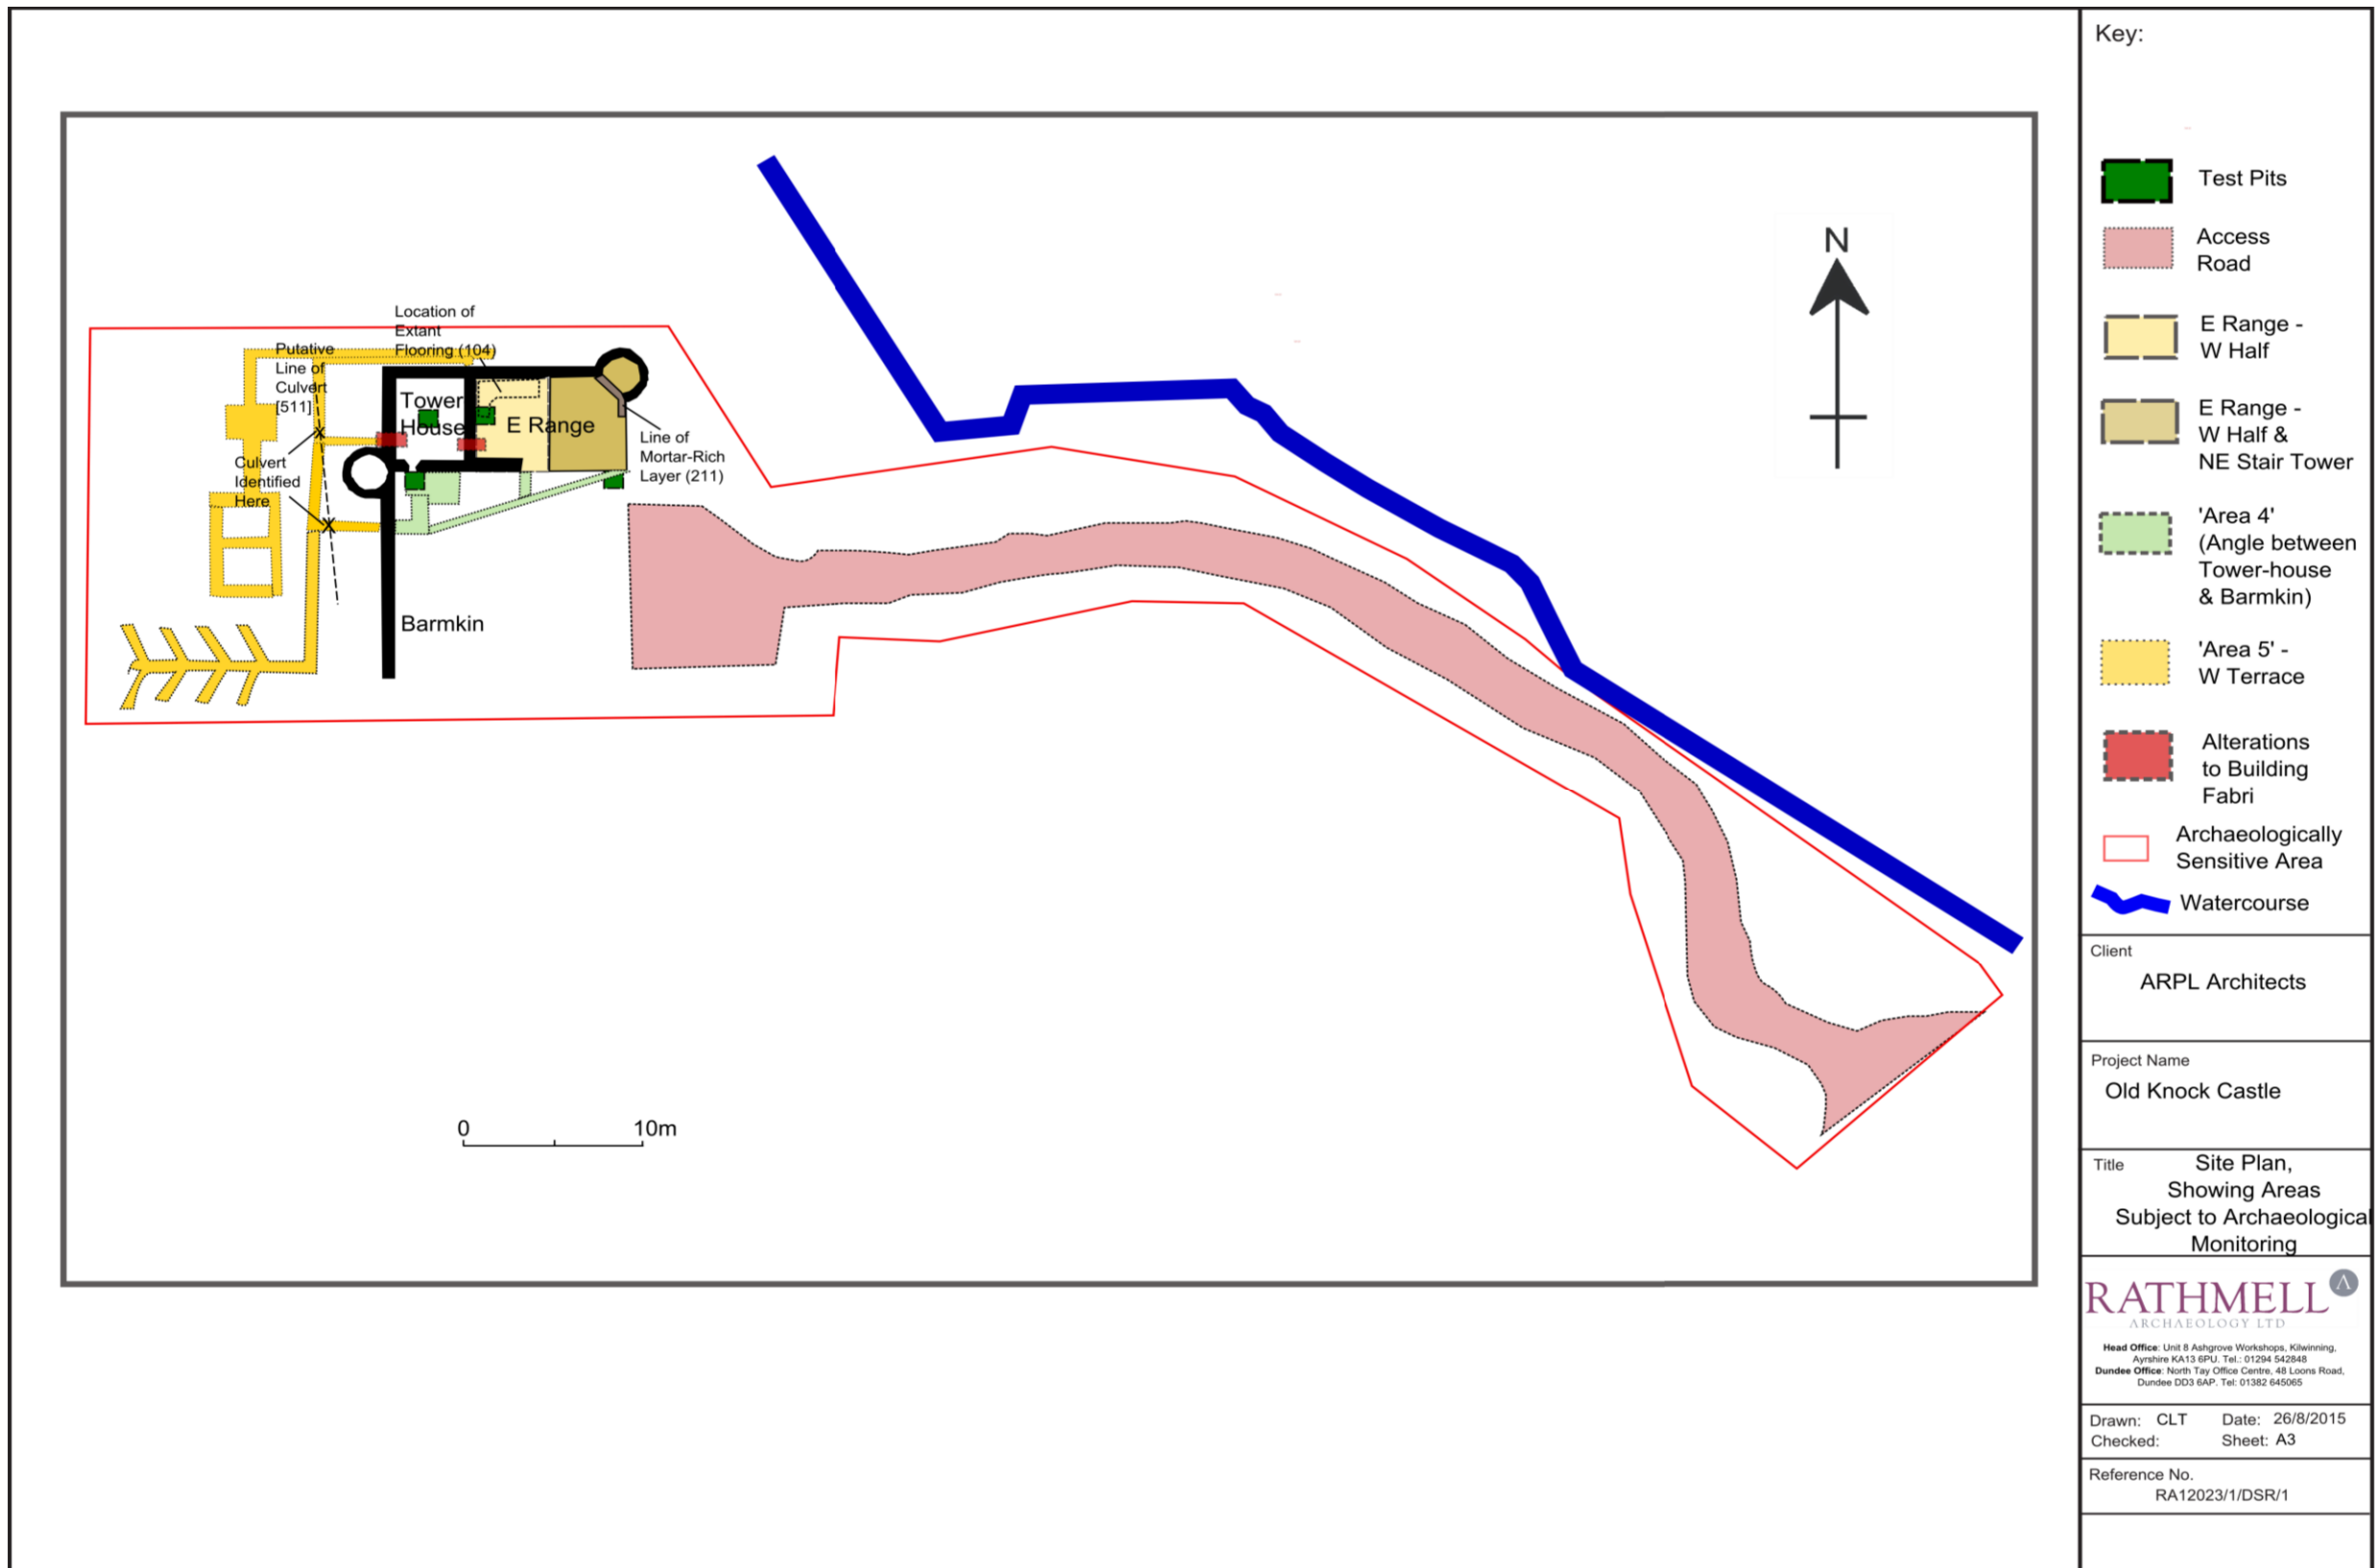 Location of
Extant
Flooring (104)
Putative
Line of
Culvert
[511]
Tower
House
E Range
Line of
Mortar-Rich
Layer (211)
Culvert
Identified
Here
Barmkin
N
0 10m
Key:
Test Pits
Access
Road
E Range -
W Half
E Range -
W Half &
NE Stair Tower
'Area 4'
(Angle between
Tower-house
& Barmkin)
'Area 5' -
W Terrace
Alterations
to Building
Fabri
Archaeologically
Sensitive Area
Watercourse
Client
ARPL Architects
Project Name
Old Knock Castle
Title Site Plan,
Showing Areas
Subject to Archaeological
Monitoring
RATHMELL Λ
ARCHAEOLOGY LTD
Head Office: Unit 8 Ashgrove Workshops, Kilwinning,
Ayrshire KA13 6PU. Tel.: 01294 542848
Dundee Office: North Tay Office Centre, 48 Loons Road,
Dundee DD3 6AP. Tel: 01382 645065
Drawn: CLT Date: 26/8/2015
Checked: Sheet: A3
Reference No.
RA12023/1/DSR/1